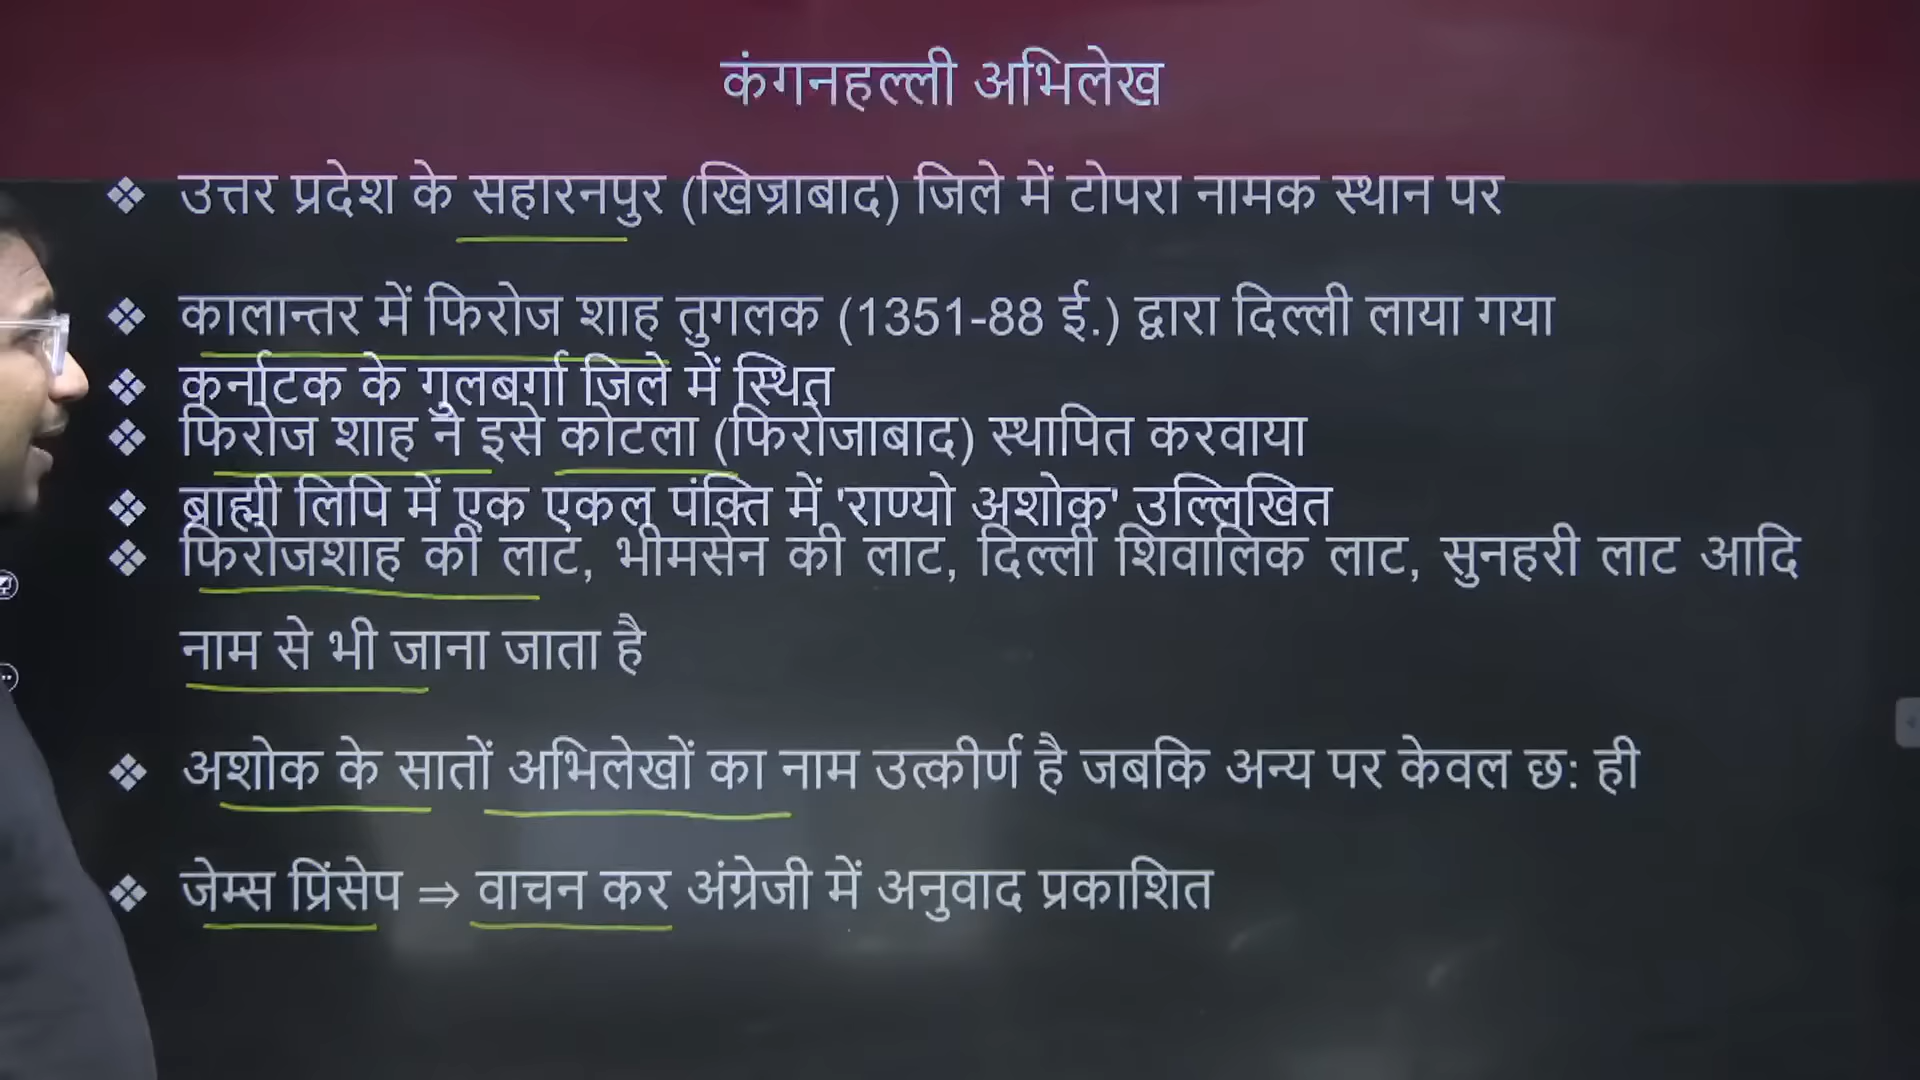 कंगनहल्ली अभिलेख
❖ उत्तर प्रदेश के सहारनपुर (खिज्राबाद) जिले में टोपरा नामक स्थान पर
❖ कालान्तर में फिरोज शाह तुगलक (1351-88 ई.) द्वारा दिल्ली लाया गया
❖ कर्नाटक के गुलबर्गा जिले में स्थित
❖ फिरोज शाह ने इसे कोटला (फिरोजाबाद) स्थापित करवाया
❖ ब्राह्मी लिपि में एक एकल पंक्ति में 'राण्यो अशोक' उल्लिखित
❖ फिरोजशाह की लाट, भीमसेन की लाट, दिल्ली शिवालिक लाट, सुनहरी लाट आदि
नाम से भी जाना जाता है
❖ अशोक के सातों अभिलेखों का नाम उत्कीर्ण है जबकि अन्य पर केवल छ: ही
❖ जेम्स प्रिंसेप ⇒ वाचन कर अंग्रेजी में अनुवाद प्रकाशित